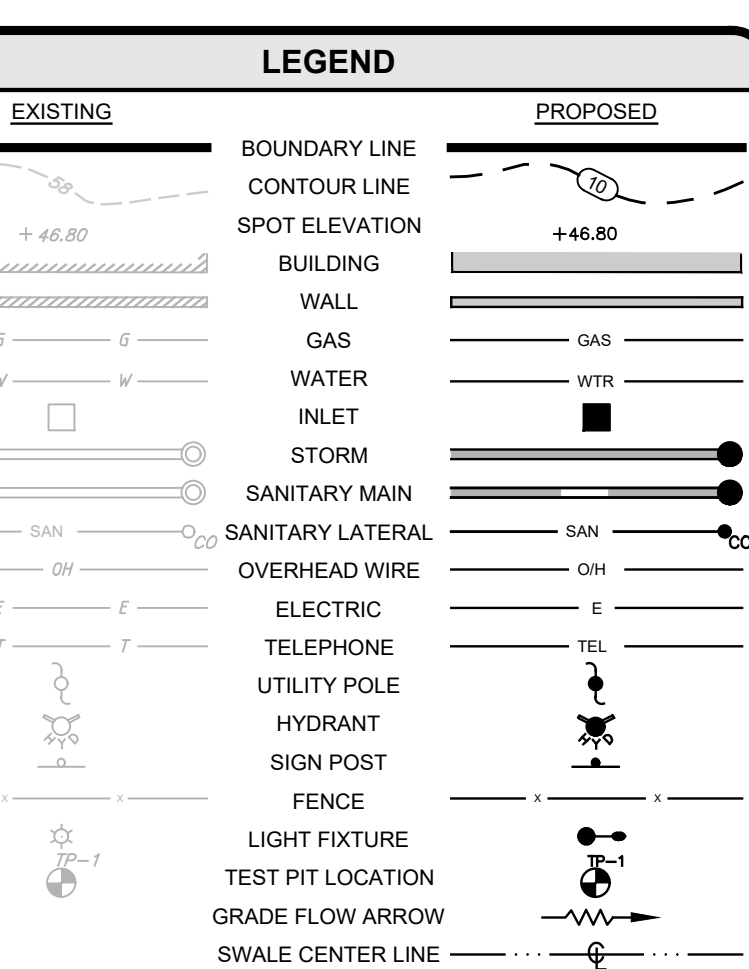 LEGEND
EXISTING PROPOSED
BOUNDARY LINE
58 CONTOUR LINE 10
+ 46.80 SPOT ELEVATION +46.80
BUILDING
WALL
G G GAS GAS
W W WATER WTR
INLET
STORM
SANITARY MAIN
SAN CO SANITARY LATERAL SAN CO
OH OVERHEAD WIRE O/H
E E ELECTRIC E
T T TELEPHONE TEL
UTILITY POLE
HYD HYDRANT HYD
SIGN POST
x x FENCE x x
LIGHT FIXTURE
TP-1 TEST PIT LOCATION TP-1
GRADE FLOW ARROW
SWALE CENTER LINE ℄